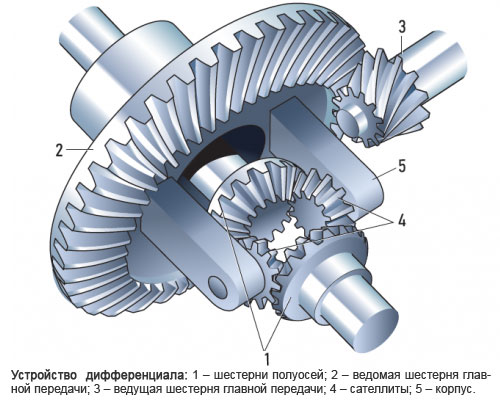 3
2
5
4
1
Устройство дифференциала: 1 – шестерни полуосей; 2 – ведомая шестерня глав-
ной передачи; 3 – ведущая шестерня главной передачи; 4 – сателлиты; 5 – корпус.